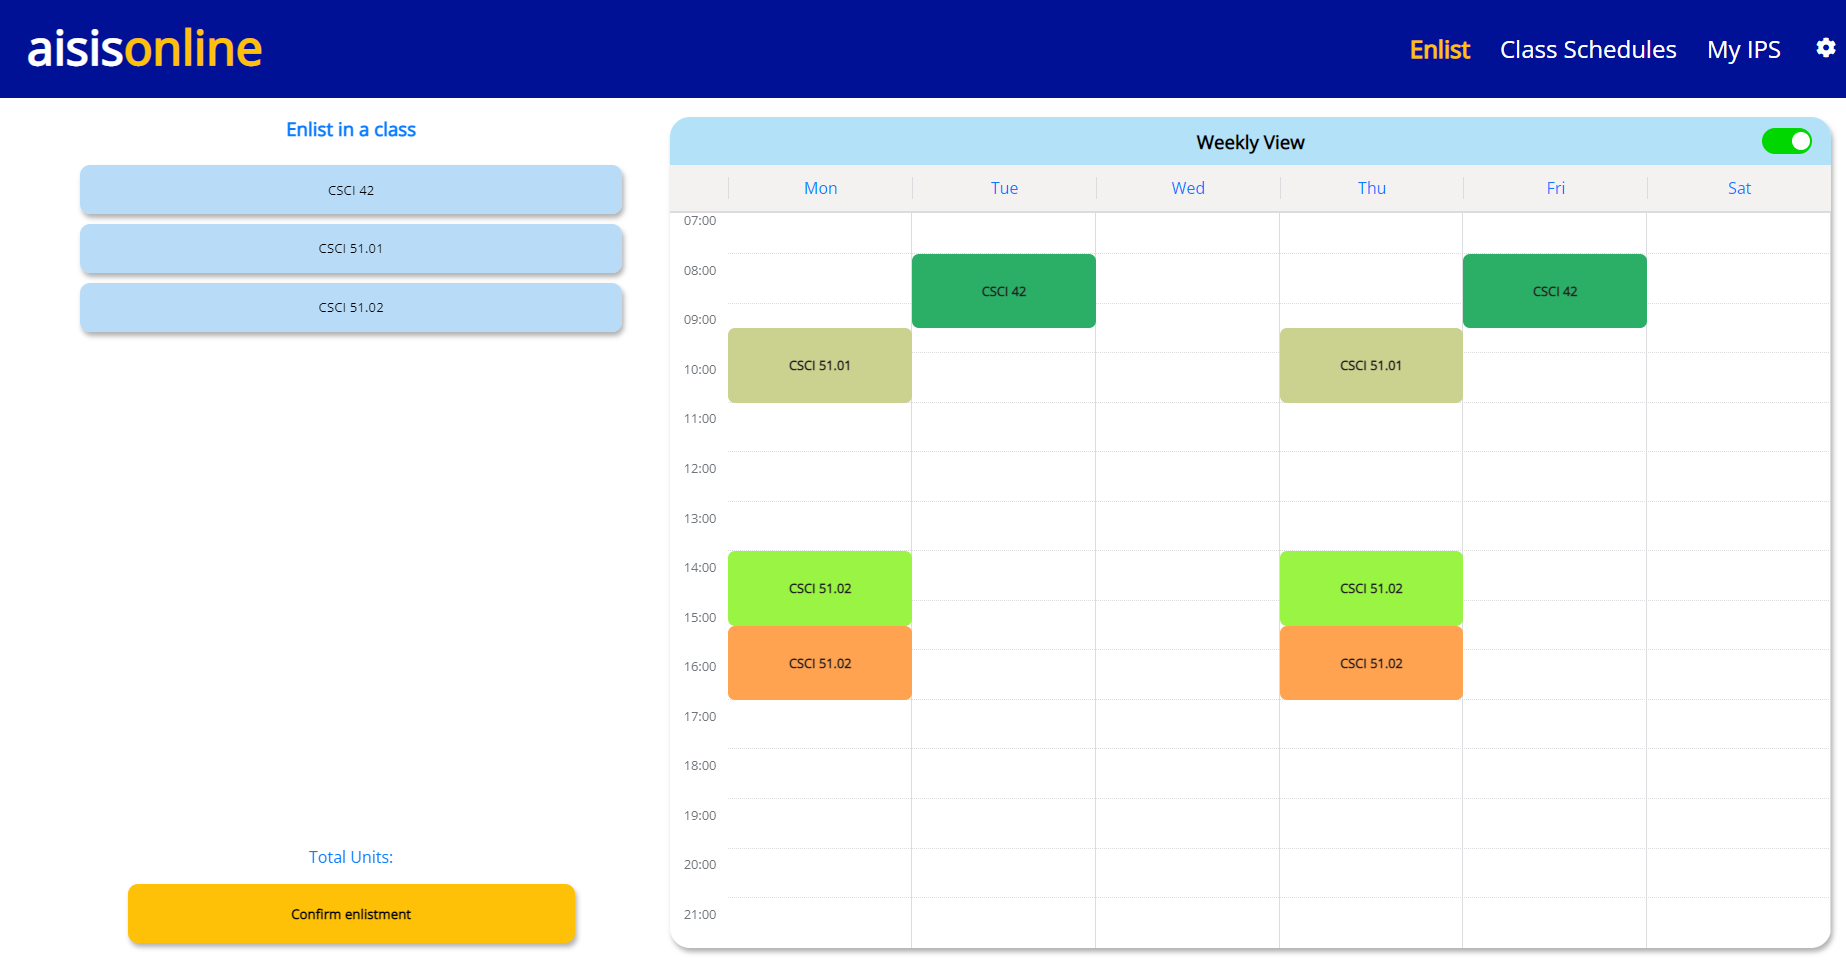 aisisonline
Enlist
Class Schedules
My IPS
Enlist in a class
CSCI 42
CSCI 51.01
CSCI 51.02
Total Units:
Confirm enlistment
Weekly View
Mon Tue Wed Thu Fri Sat
07:00
08:00
CSCI 42 CSCI 42
09:00
CSCI 51.01 CSCI 51.01
10:00
11:00
12:00
13:00
14:00
CSCI 51.02 CSCI 51.02
15:00
CSCI 51.02 CSCI 51.02
16:00
17:00
18:00
19:00
20:00
21:00